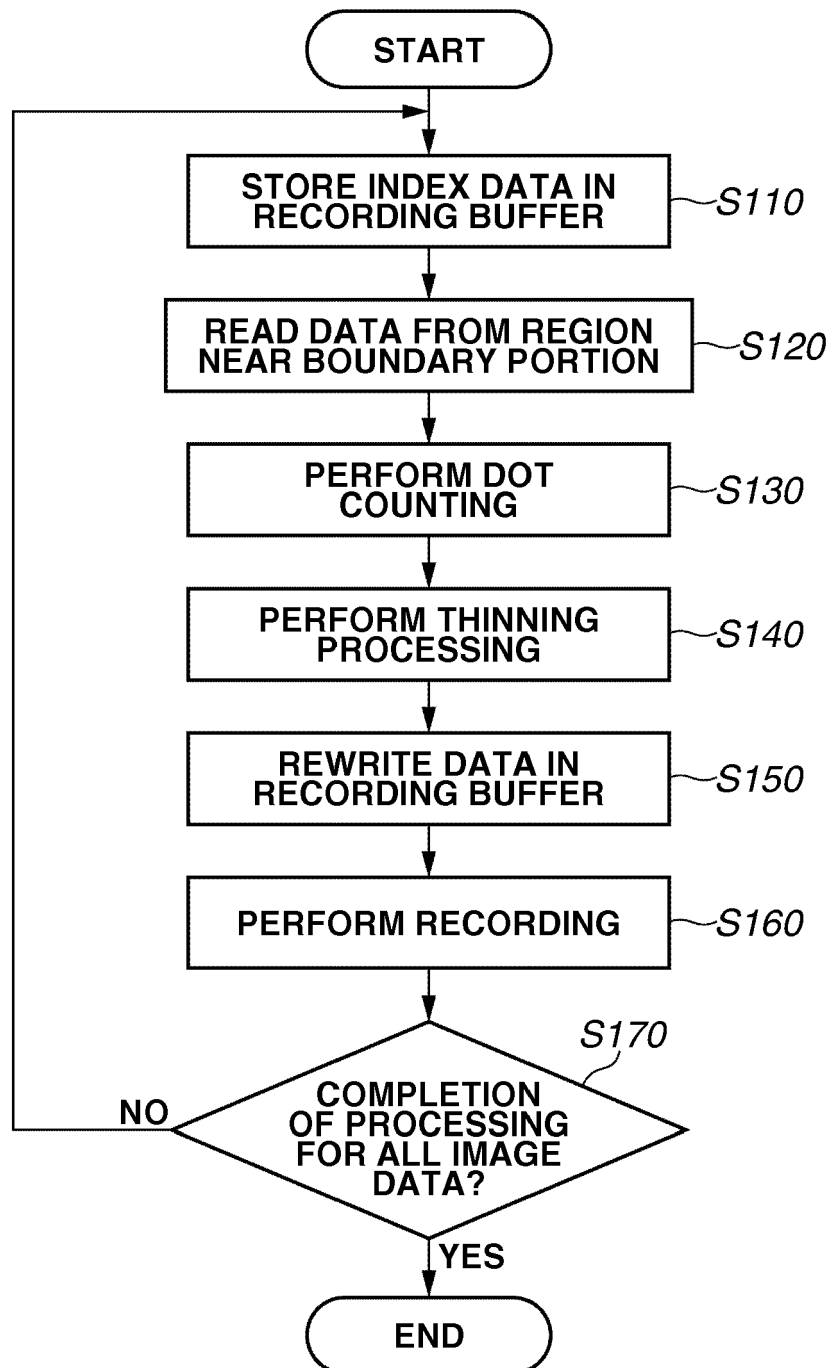 START
STORE INDEX DATA IN
RECORDING BUFFER
S110
READ DATA FROM REGION
NEAR BOUNDARY PORTION
S120
PERFORM DOT
COUNTING
S130
PERFORM THINNING
PROCESSING
S140
REWRITE DATA IN
RECORDING BUFFER
S150
PERFORM RECORDING
S160
S170
COMPLETION
OF PROCESSING
FOR ALL IMAGE
DATA?
NO
YES
END